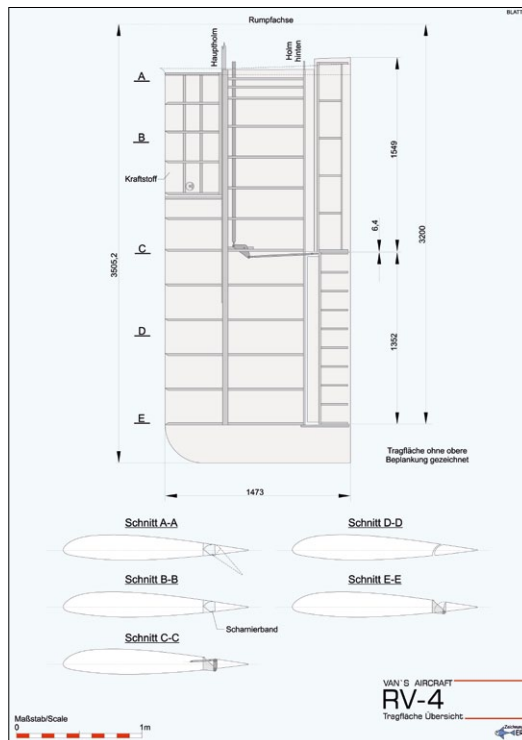 BLATT
Rumpfachse
Hauptholm
Holm
hinten
A
B
Kraftstoff
C
D
E
1549
6,4
3200
3505,2
1352
Tragfläche ohne obere
Beplankung gezeichnet
1473
Schnitt A-A
Schnitt D-D
Schnitt B-B
Schnitt E-E
Scharnierband
Schnitt C-C
VAN'S AIRCRAFT
RV-4
Tragfläche Übersicht
Maßstab/Scale
0
1m